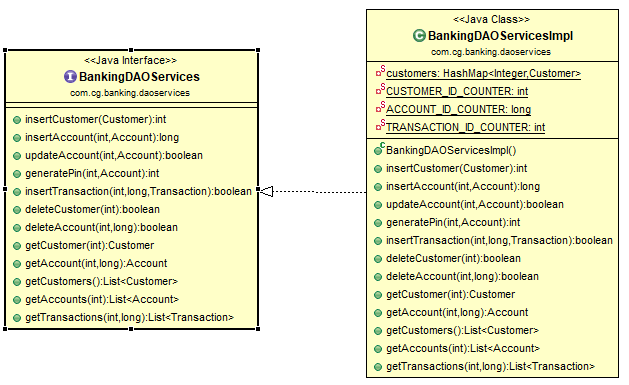 <<Java Interface>>
I BankingDAOServices
com.cg.banking.daoservices
insertCustomer(Customer):int
insertAccount(int,Account):long
updateAccount(int,Account):boolean
generatePin(int,Account):int
insertTransaction(int,long,Transaction):boolean
deleteCustomer(int):boolean
deleteAccount(int,long):boolean
getCustomer(int):Customer
getAccount(int,long):Account
getCustomers():List<Customer>
getAccounts(int):List<Account>
getTransactions(int,long):List<Transaction>
<<Java Class>>
C BankingDAOServicesImpl
com.cg.banking.daoservices
S customers: HashMap<Integer,Customer>
S CUSTOMER_ID_COUNTER: int
S ACCOUNT_ID_COUNTER: long
S TRANSACTION_ID_COUNTER: int
C BankingDAOServicesImpl()
insertCustomer(Customer):int
insertAccount(int,Account):long
updateAccount(int,Account):boolean
generatePin(int,Account):int
insertTransaction(int,long,Transaction):boolean
deleteCustomer(int):boolean
deleteAccount(int,long):boolean
getCustomer(int):Customer
getAccount(int,long):Account
getCustomers():List<Customer>
getAccounts(int):List<Account>
getTransactions(int,long):List<Transaction>